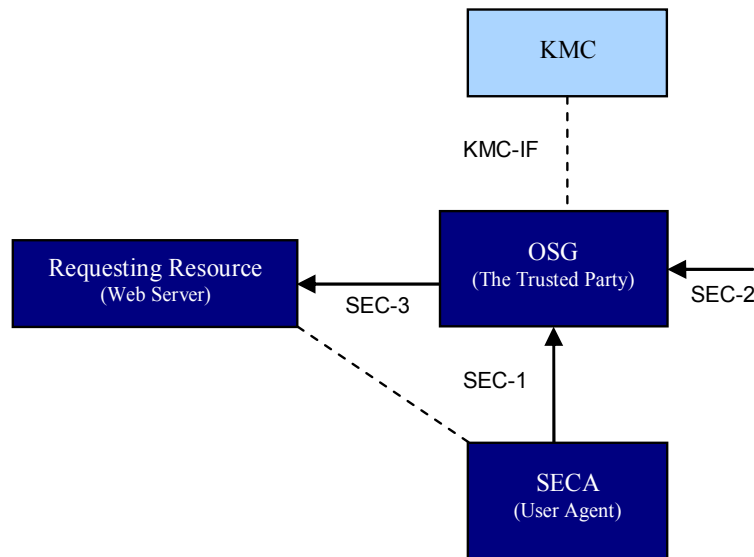 KMC
KMC-IF
OSG
(The Trusted Party)
Requesting Resource
(Web Server)
SEC-3
SEC-2
SEC-1
SECA
(User Agent)